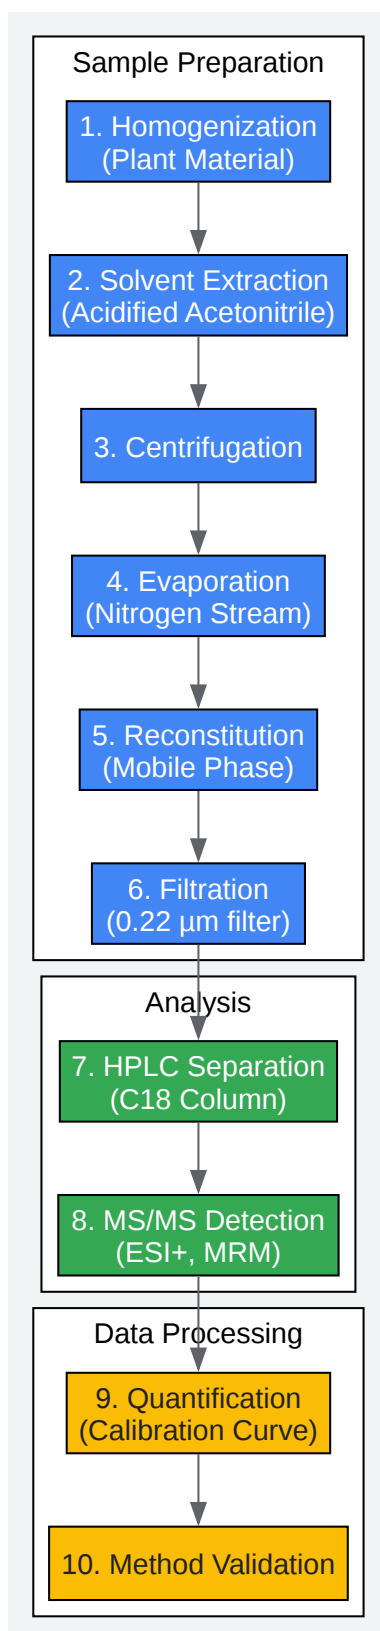 Sample Preparation
1. Homogenization
(Plant Material)
2. Solvent Extraction
(Acidified Acetonitrile)
3. Centrifugation
4. Evaporation
(Nitrogen Stream)
5. Reconstitution
(Mobile Phase)
6. Filtration
(0.22 µm filter)
Analysis
7. HPLC Separation
(C18 Column)
8. MS/MS Detection
(ESI+, MRM)
Data Processing
9. Quantification
(Calibration Curve)
10. Method Validation